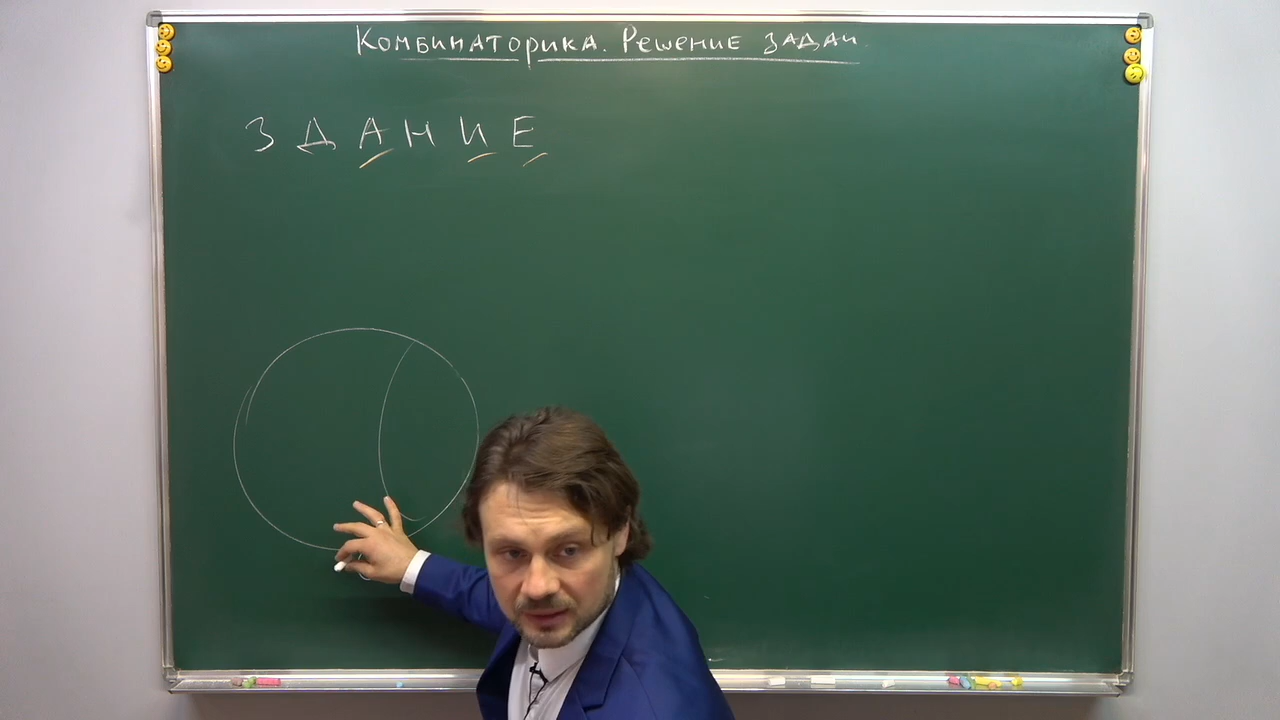 Комбинаторика. Решение задач.
З Д А Н И Е